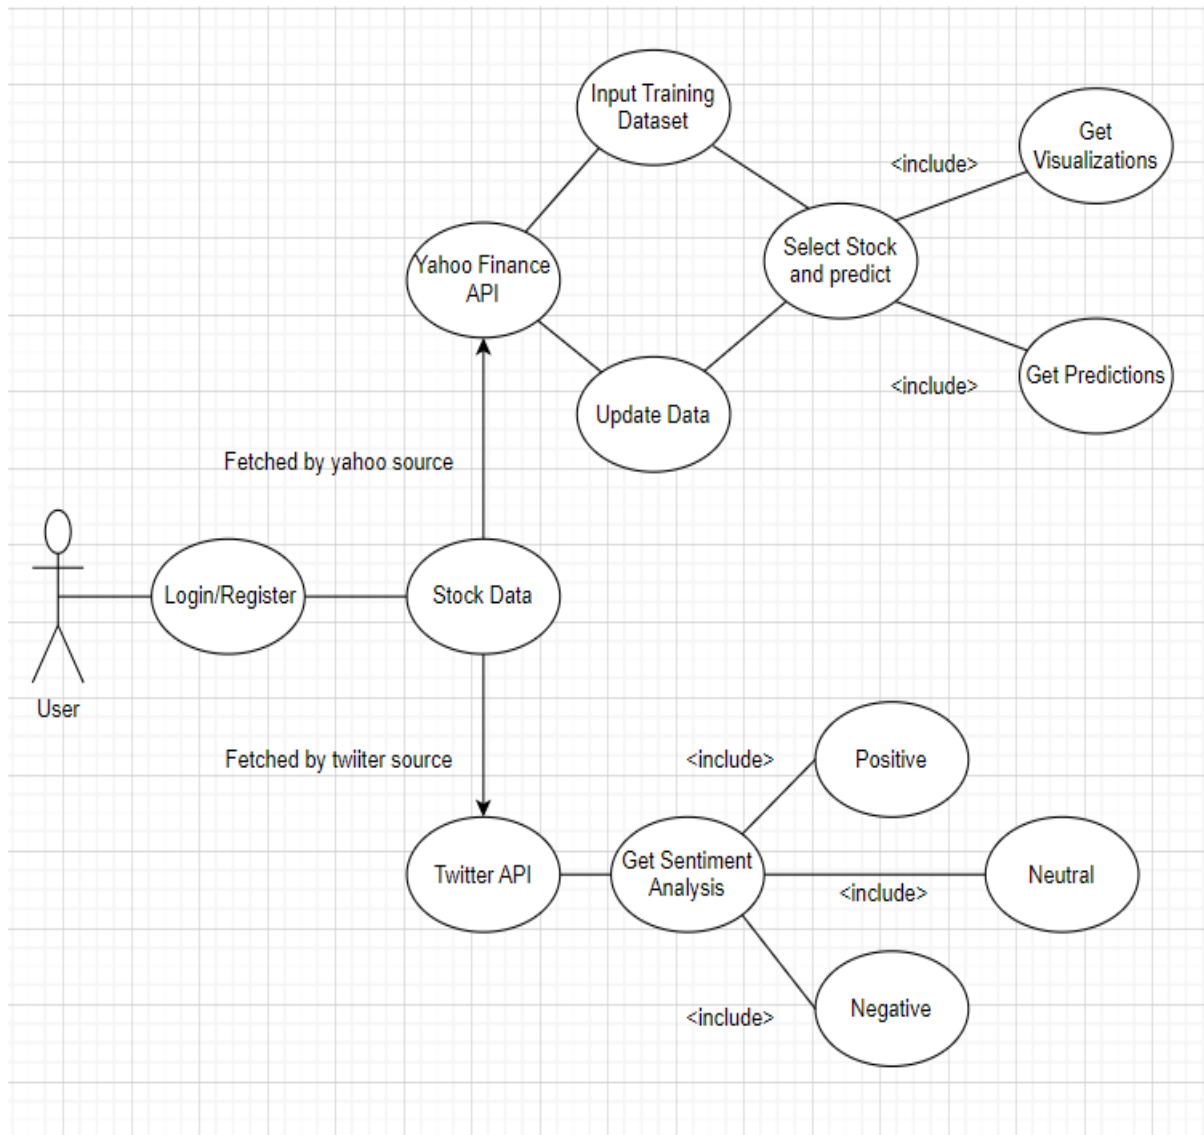 Input Training
Dataset
Get
Visualizations
<include>
Select Stock
and predict
Yahoo Finance
API
Get Predictions
<include>
Update Data
Fetched by yahoo source
Login/Register
Stock Data
User
Fetched by twiiter source
<include>
Positive
Twitter API
Get Sentiment
Analysis
Neutral
<include>
Negative
<include>